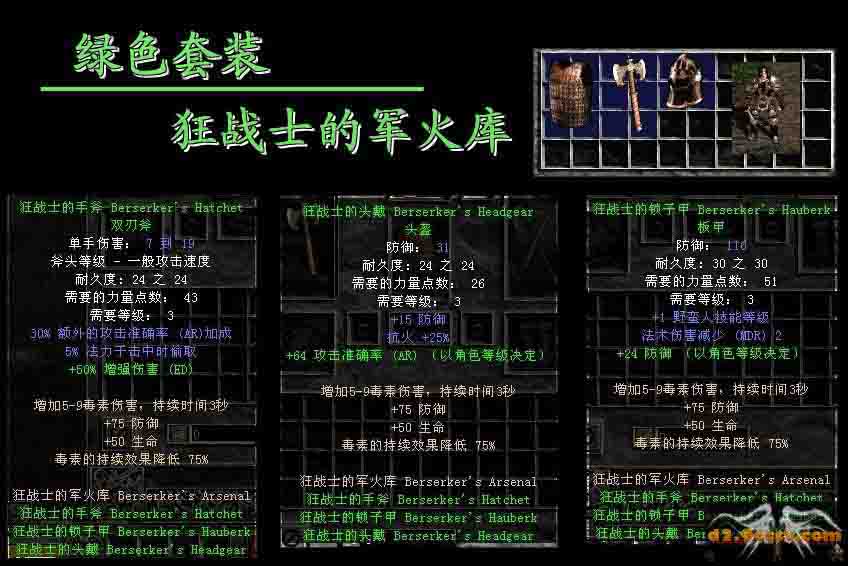 绿色套装
狂战士的军火库
狂战士的手斧 Berserker's Hatchet
双刃斧
单手伤害: 7 到 19
斧头等级 - 一般攻击速度
耐久度: 24 之 24
需要的力量点数: 43
需要等级: 3
30% 额外的攻击准确率 (AR)加成
5% 法力于击中时偷取
+50% 增强伤害 (ED)
增加5-9毒素伤害, 持续时间3秒
+75 防御
+50 生命
毒素的持续效果降低 75%
狂战士的军火库 Berserker's Arsenal
狂战士的手斧 Berserker's Hatchet
狂战士的锁子甲 Berserker's Hauberk
狂战士的头戴 Berserker's Headgear
狂战士的头戴 Berserker's Headgear
头盔
防御: 31
耐久度: 24 之 24
需要的力量点数: 26
需要等级: 3
+15 防御
抗火 +25%
+64 攻击准确率 (AR) (以角色等级决定)
增加5-9毒素伤害, 持续时间3秒
+75 防御
+50 生命
毒素的持续效果降低 75%
狂战士的军火库 Berserker's Arsenal
狂战士的手斧 Berserker's Hatchet
狂战士的锁子甲 Berserker's Hauberk
狂战士的头戴 Berserker's Headgear
狂战士的锁子甲 Berserker's Hauberk
板甲
防御: 110
耐久度: 30 之 30
需要的力量点数: 51
需要等级: 3
+1 野蛮人技能等级
法术伤害减少 (MDR) 2
+24 防御 (以角色等级决定)
增加5-9毒素伤害, 持续时间3秒
+75 防御
+50 生命
毒素的持续效果降低 75%
狂战士的军火库 Berserker's Arsenal
狂战士的手斧 Berserker's Hatchet
狂战士的锁子甲 B
狂战士的头戴 Ber